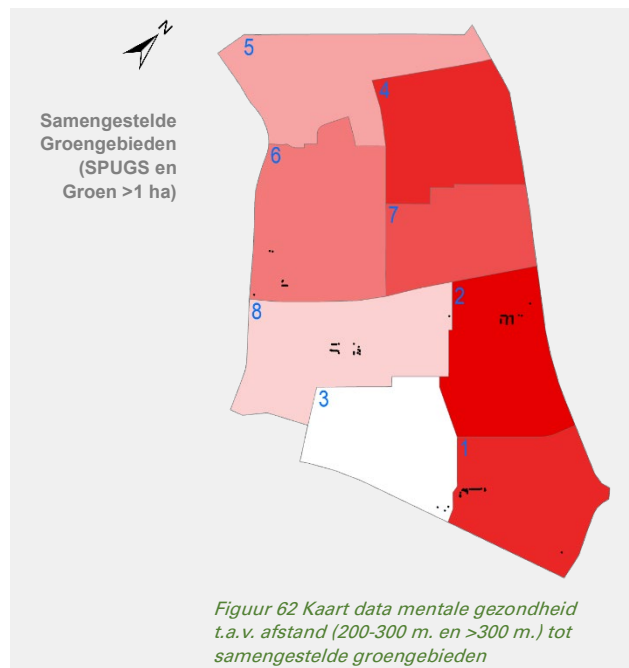 N
5
4
Samengestelde
Groengebieden
(SPUGS en
Groen >1 ha)
6
7
2
8
3
1
Figuur 62 Kaart data mentale gezondheid
t.a.v. afstand (200-300 m. en >300 m.) tot
samengestelde groengebieden